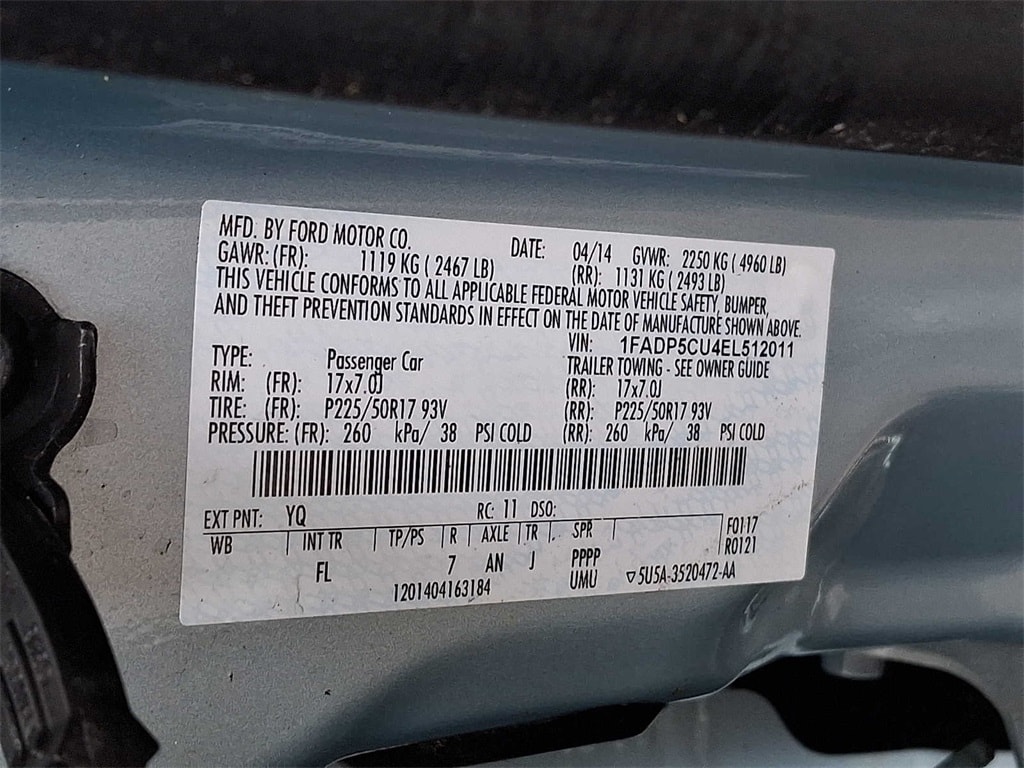 MFD. BY FORD MOTOR CO. DATE: 04/14 GVWR: 2250 KG ( 4960 LB)
GAWR: (FR): 1119 KG ( 2467 LB) (RR): 1131 KG ( 2493 LB)
THIS VEHICLE CONFORMS TO ALL APPLICABLE FEDERAL MOTOR VEHICLE SAFETY, BUMPER,
AND THEFT PREVENTION STANDARDS IN EFFECT ON THE DATE OF MANUFACTURE SHOWN ABOVE.
VIN: 1FADP5CU4EL512011
TYPE: Passenger Car TRAILER TOWING - SEE OWNER GUIDE
RIM: (FR): 17x7.0J (RR): 17x7.0J
TIRE: (FR): P225/50R17 93V (RR): P225/50R17 93V
PRESSURE: (FR): 260 kPa/ 38 PSI COLD (RR): 260 kPa/ 38 PSI COLD
EXT PNT: YQ RC: 11 DSO:
WB INT TR TP/PS R AXLE TR SPR F0117
R0121
FL 7 AN J PPPP
UMU
1201404163184 ▽5U5A-3520472-AA